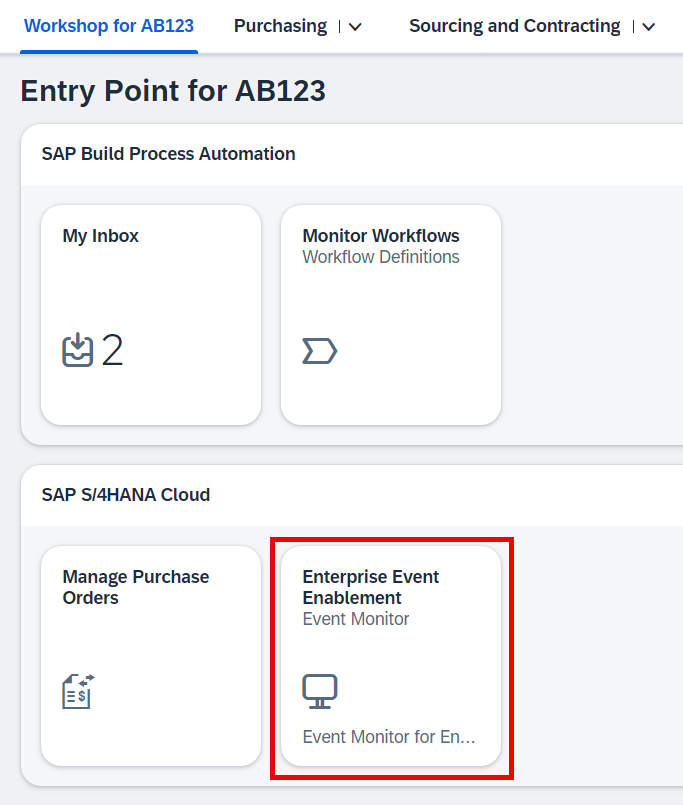 Workshop for AB123 Purchasing Sourcing and Contracting
Entry Point for AB123
SAP Build Process Automation
My Inbox
2
Monitor Workflows
Workflow Definitions
SAP S/4HANA Cloud
Manage Purchase
Orders
$
Enterprise Event
Enablement
Event Monitor
Event Monitor for En...